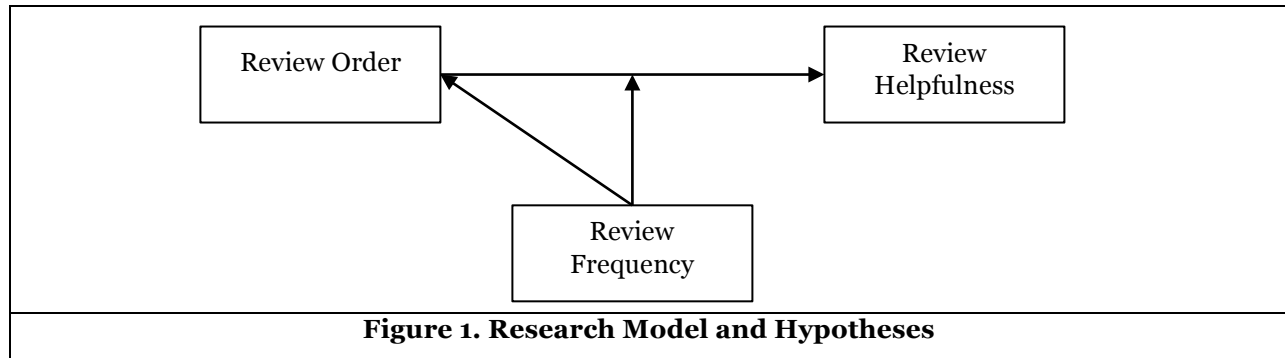 Review Order
Review
Helpfulness
Review
Frequency
Figure 1. Research Model and Hypotheses